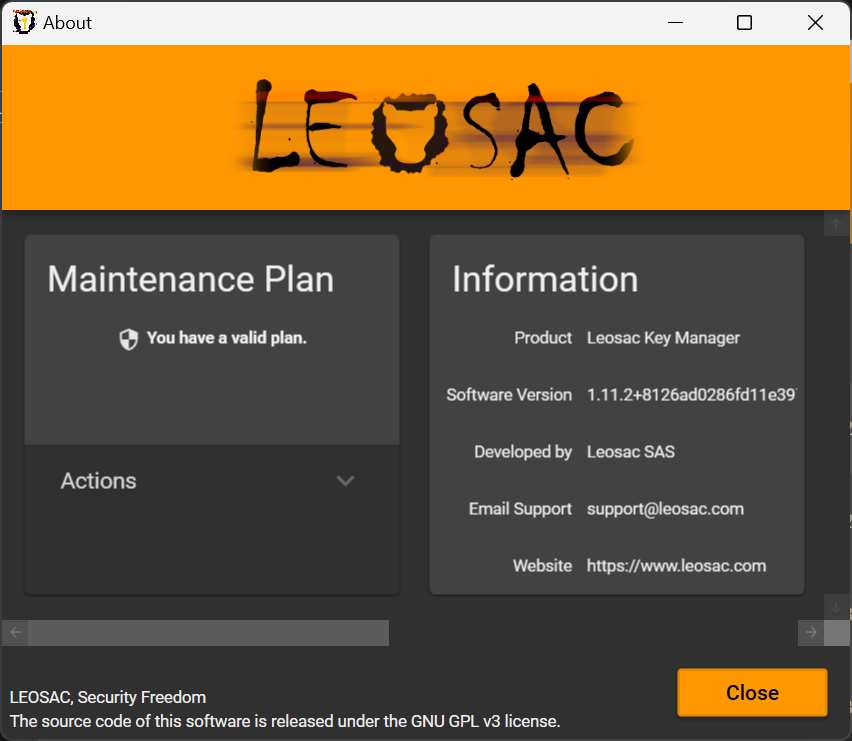 About
LEOSAC
Maintenance Plan
You have a valid plan.
Actions
Information
Product Leosac Key Manager
Software Version 1.11.2+8126ad0286fd11e39
Developed by Leosac SAS
Email Support support@leosac.com
Website https://www.leosac.com
LEOSAC, Security Freedom
The source code of this software is released under the GNU GPL v3 license.
Close